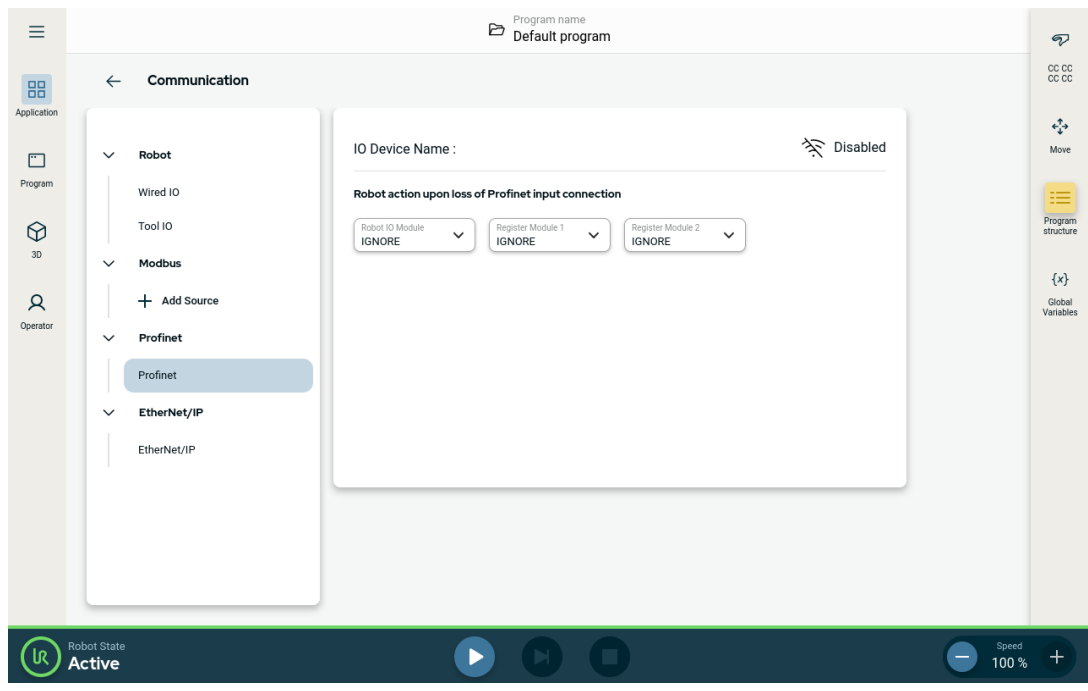 Program name
Default program
Communication
Application
Program
3D
Operator
Robot
Wired IO
Tool IO
Modbus
Add Source
Profinet
Profinet
EtherNet/IP
EtherNet/IP
IO Device Name :
Disabled
Robot action upon loss of Profinet input connection
Robot IO Module
IGNORE
Register Module 1
IGNORE
Register Module 2
IGNORE
CC CC
CC CC
Move
Program
structure
{x}
Global
Variables
UR
Robot State
Active
Speed
100 %